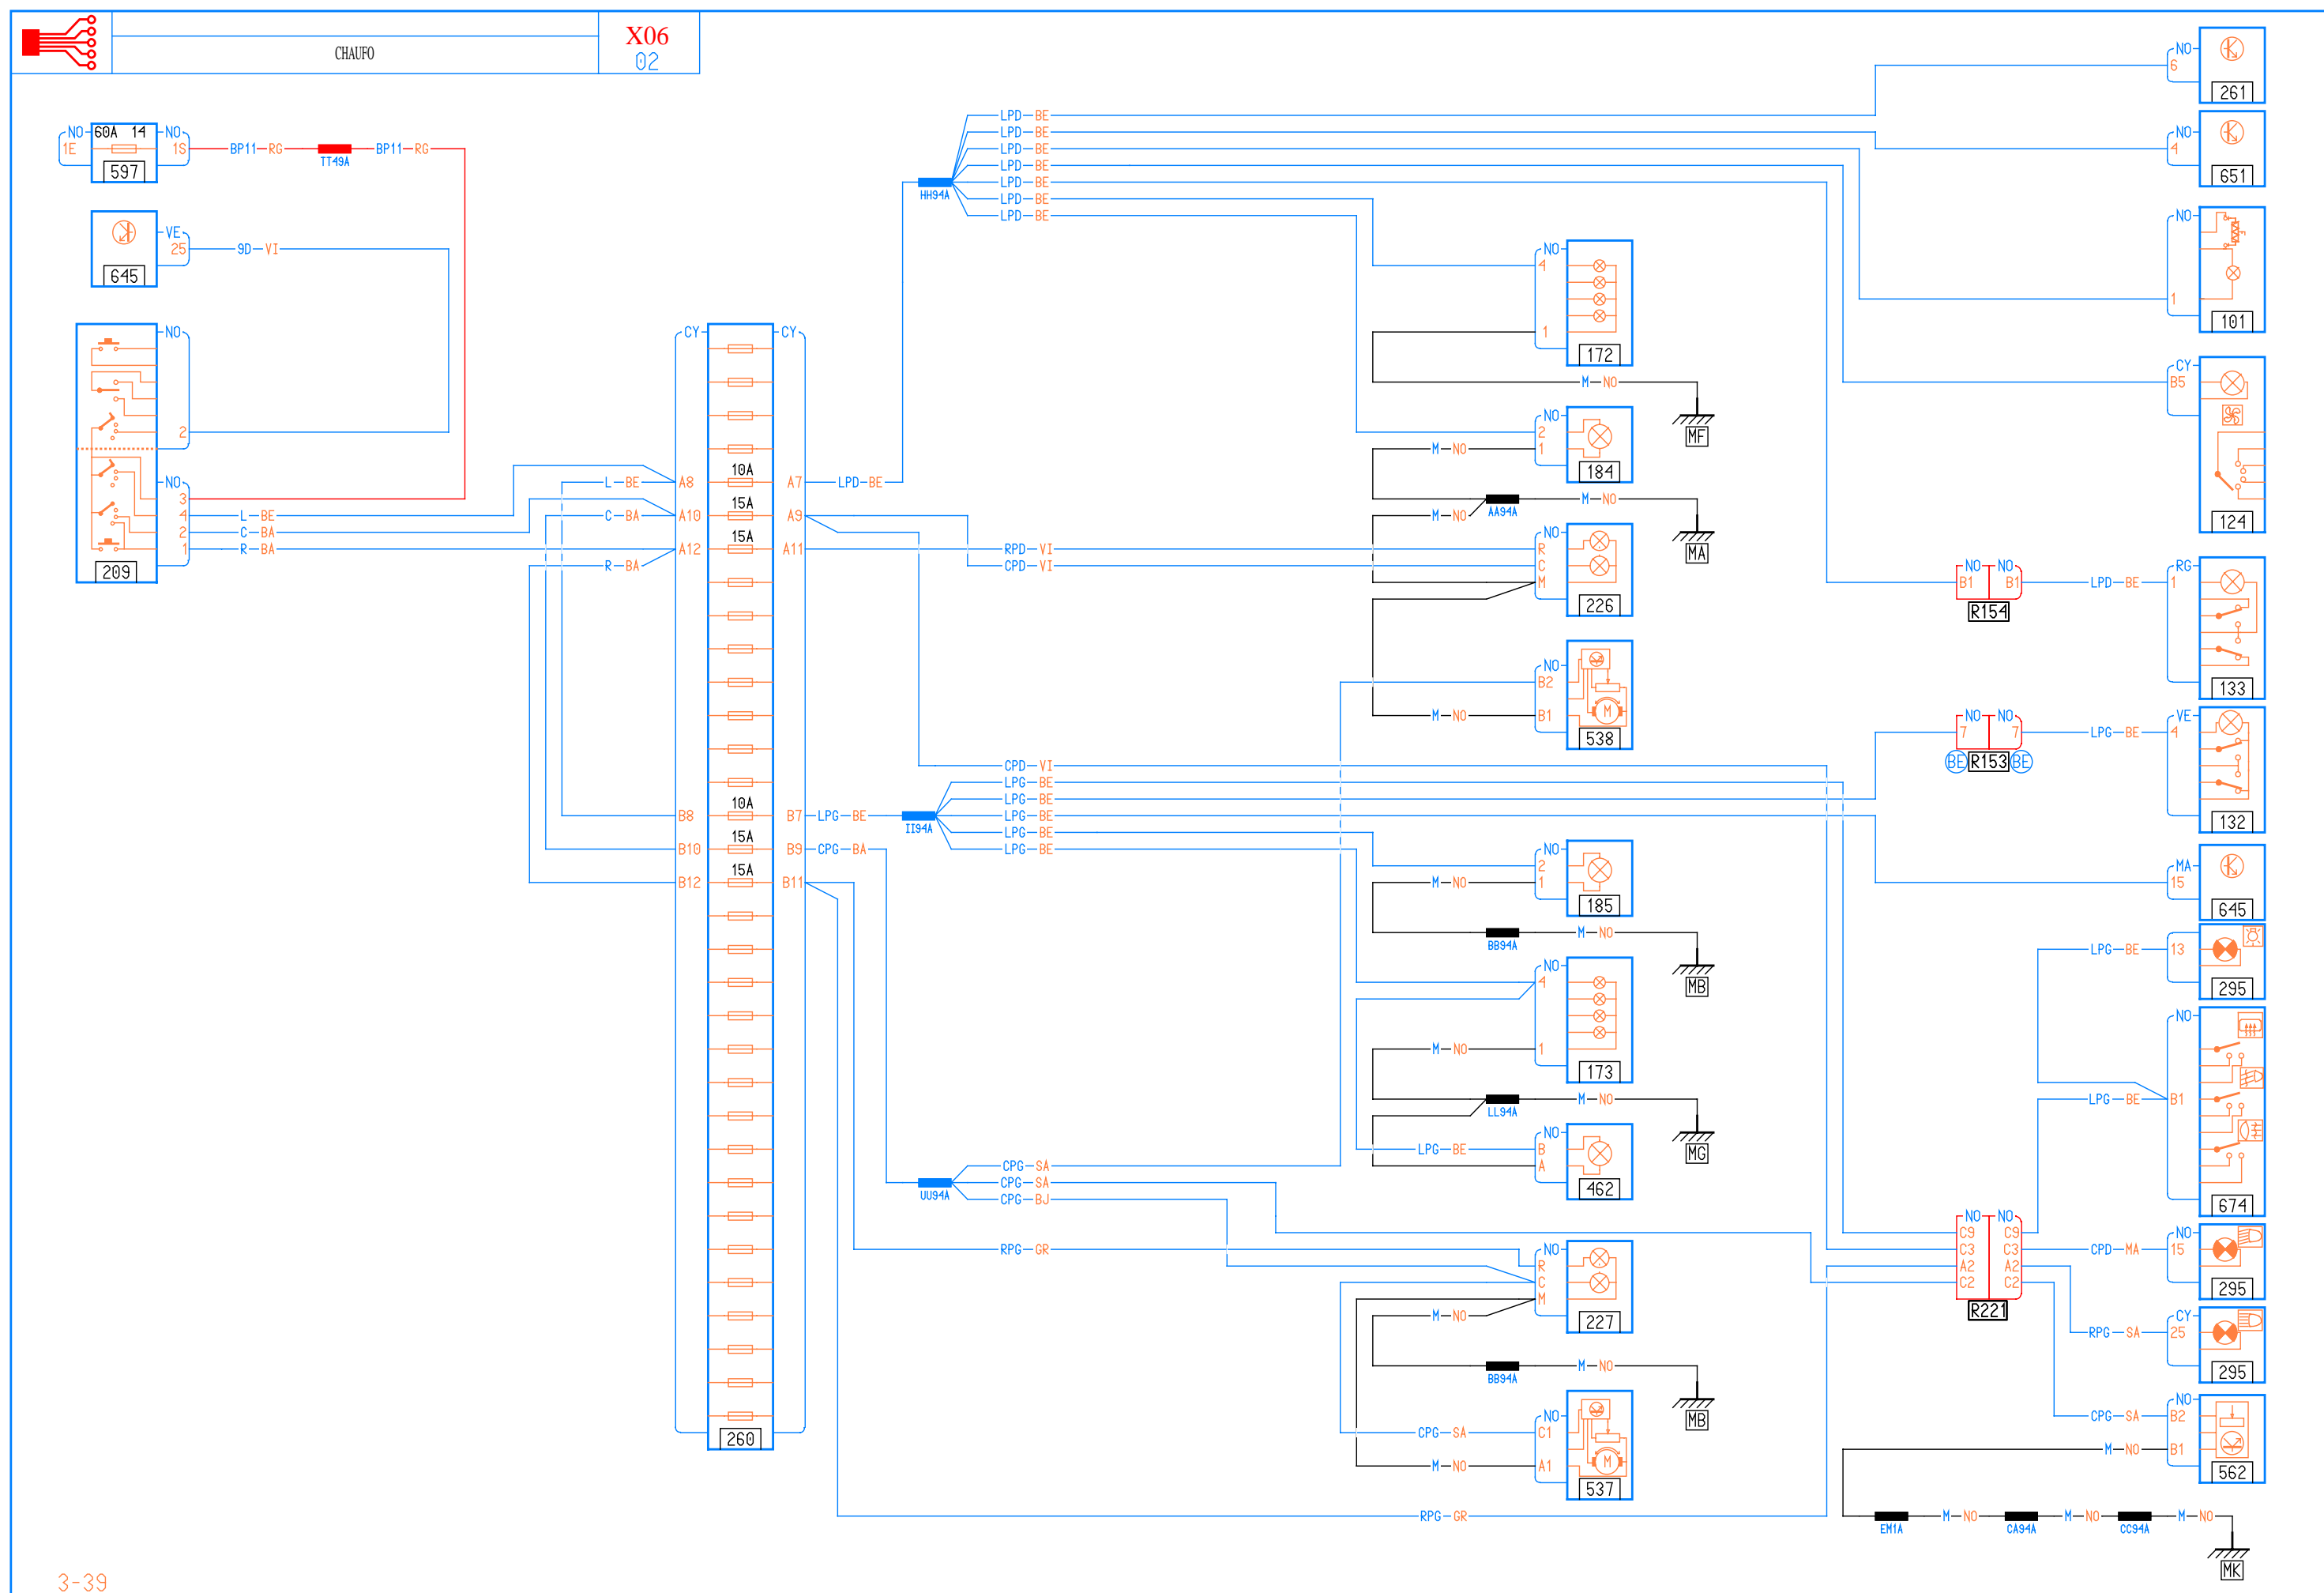 CHAUFO
X06
02
NO 60A 14 NO
1E 1S BP11 RG TT49A BP11 RG
597
VE
25 9D VI
645
NO
2
NO
3
4 L BE
2 C BA
1 R BA
209
CY CY
L BE A8 10A A7 LPD BE
C BA A10 15A A9
A12 15A A11
R BA
B8 10A B7 LPG BE II94A
B10 15A B9 CPG BA
B12 15A B11
260
HH94A
LPD BE
LPD BE
LPD BE
LPD BE
LPD BE
LPD BE
LPD BE
RPD VI
CPD VI
CPD VI
LPG BE
LPG BE
LPG BE
LPG BE
LPG BE
UU94A
CPG SA
CPG SA
CPG BJ
RPG GR
RPG GR
NO
4
1
172
M NO
MF
NO
2
M NO 1
184
AA94A M NO
MA
M NO
NO
R
C
M
226
NO
B2
M NO B1
M
538
NO
2
M NO 1
185
BB94A M NO
MB
NO
4
M NO 1
173
LL94A M NO
MG
NO
LPG BE B
A
462
NO
R
C
M
M NO
227
BB94A M NO
MB
NO
CPG SA C1
M NO A1
M
537
NO
6
261
NO
4
651
NO
1
101
CY
B5
124
NO NO
B1 B1 LPD BE
R154
RG
1
133
NO NO
7 7 LPG BE
BE R153 BE
VE
4
132
MA
15
645
LPG BE 13
295
NO
LPG BE B1
674
NO NO
C9 C9
C3 C3 CPD MA
A2 A2
C2 C2
R221
NO
15
295
CY
RPG SA 25
295
NO
CPG SA B2
M NO B1
562
EM1A M NO CA94A M NO CC94A M NO
MK
3-39